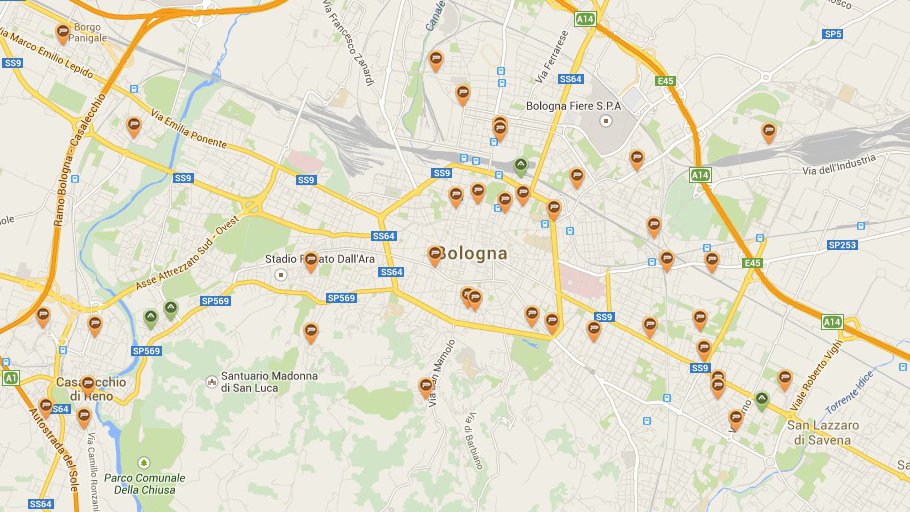 Borgo
Panigale
Via Marco Emilio Lepido
SS9
Ramo Bologna - Casalecchio
Via Emilia Ponente
SS9
Via Francesco Zanardi
Canale
Via Ferrarese
A14
SS64
E45
SP5
Bologna Fiere S.P.A
A14
Via dell'Industria
SS9
SS9
SS64
Asse Attrezzato Sud - Ovest
Stadio Dall'Ara
SS64
Bologna
SP253
E45
SP569
SP569
SP569
SS9
A14
SS9
Viale Roberto Vighi
Torrente Idice
A1
Casalecchio
di Reno
SS64
Santuario Madonna
di San Luca
Via San Mamolo
Via di Barbiano
San Lazzaro
di Savena
Autostrada del Sole
Via Camillo Ronzani
Parco Comunale
Della Chiusa
SS64